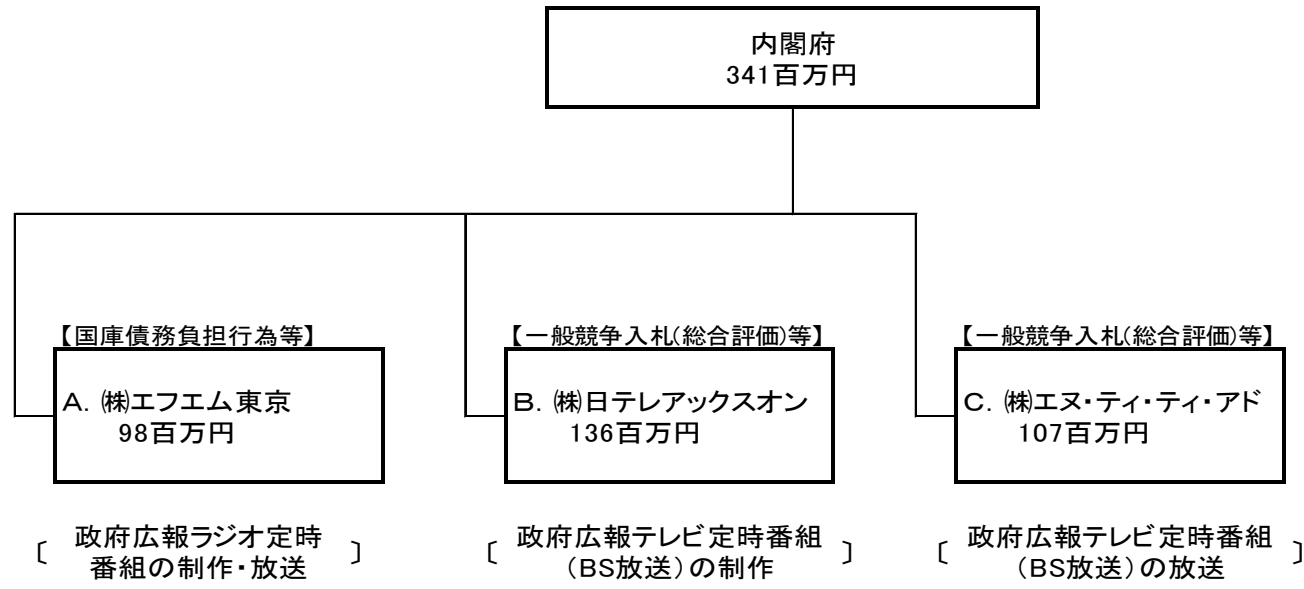 内閣府
341百万円
【国庫債務負担行為等】
A. ㈱エフエム東京
98百万円
〔 政府広報ラジオ定時
番組の制作・放送 〕
【一般競争入札(総合評価)等】
B. ㈱日テレアックスオン
136百万円
〔 政府広報テレビ定時番組
(BS放送)の制作 〕
【一般競争入札(総合評価)等】
C. ㈱エヌ・ティ・ティ・アド
107百万円
〔 政府広報テレビ定時番組
(BS放送)の放送 〕